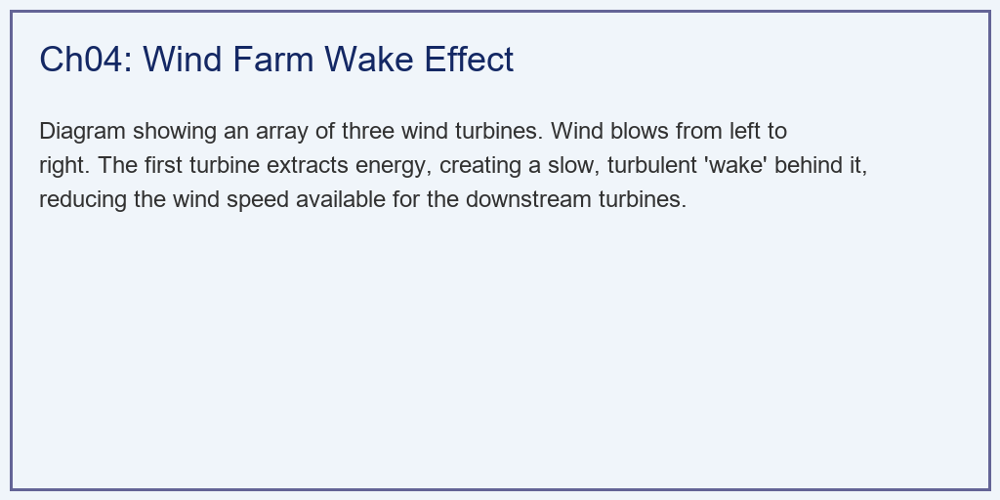 Ch04: Wind Farm Wake Effect
Diagram showing an array of three wind turbines. Wind blows from left to
right. The first turbine extracts energy, creating a slow, turbulent 'wake' behind it,
reducing the wind speed available for the downstream turbines.